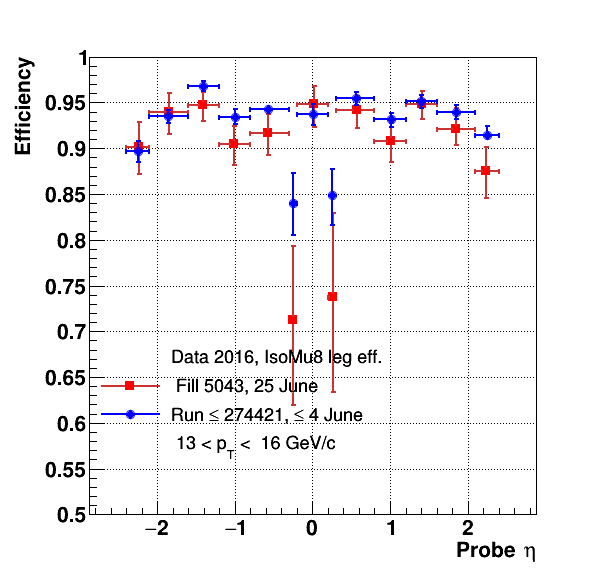 Efficiency
1
0.95
0.9
0.85
0.8
0.75
0.7
0.65
0.6
0.55
0.5
Data 2016, IsoMu8 leg eff.
Fill 5043, 25 June
Run ≤ 274421, ≤ 4 June
13 < p_T < 16 GeV/c
−2 −1 0 1 2
Probe η